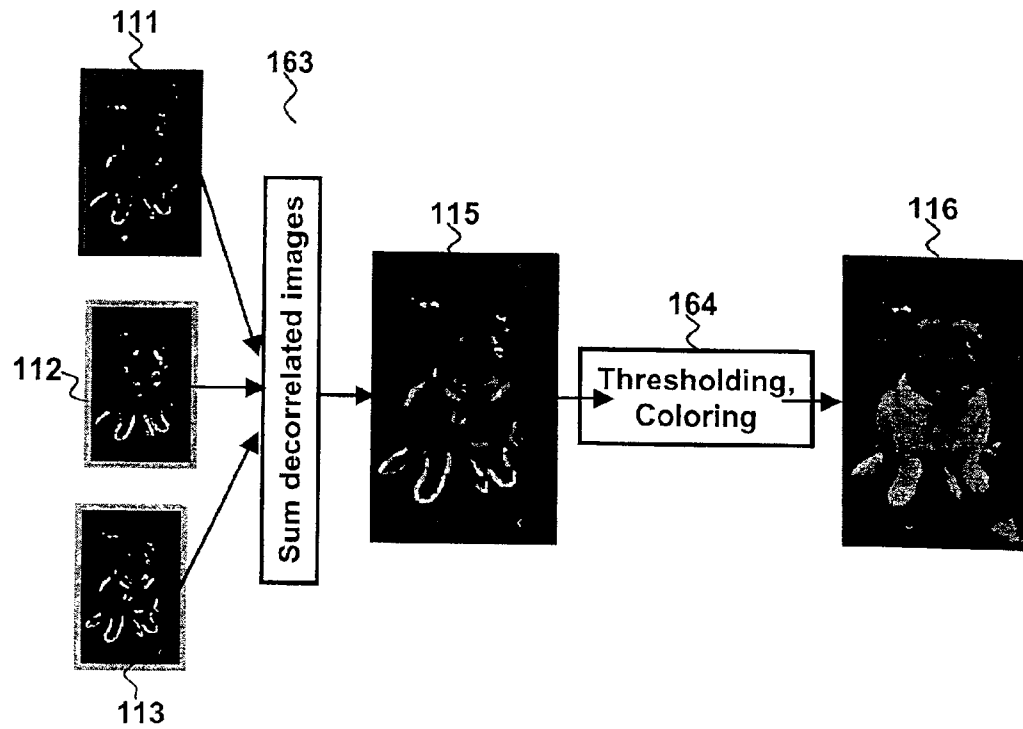 111
163
112
113
Sum decorrelated images
115
164
Thresholding,
Coloring
116